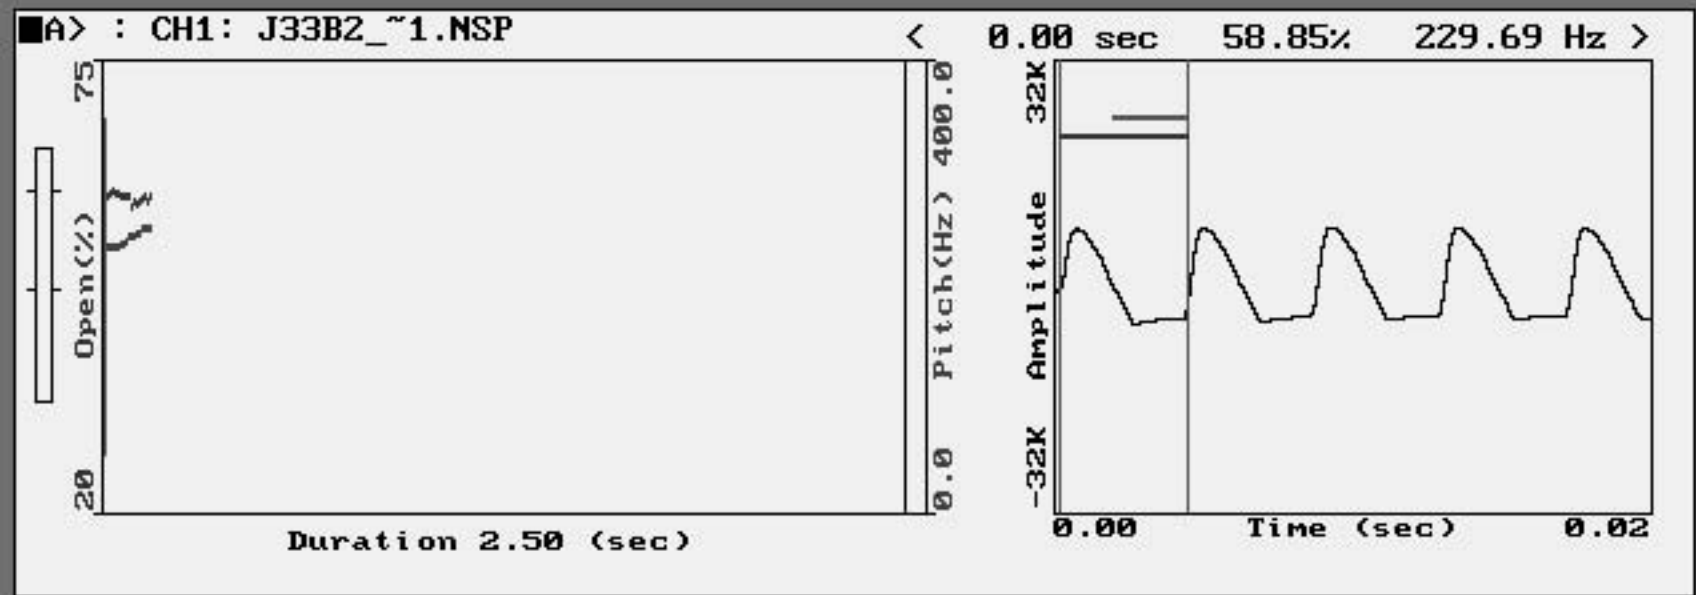 A> : CH1: J33B2_~1.NSP
< 0.00 sec 58.85% 229.69 Hz >
75
Open(%)
20
400.0
Pitch(Hz)
0.0
Duration 2.50 (sec)
32K
Amplitude
-32K
0.00 Time (sec) 0.02